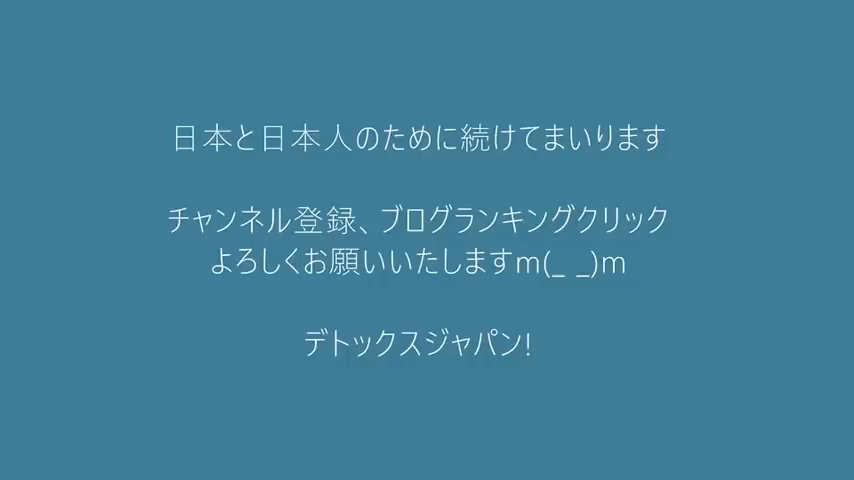 日本と日本人のために続けてまいります
チャンネル登録、ブログランキングクリック
よろしくお願いいたしますm(_ _)m
デトックスジャパン!